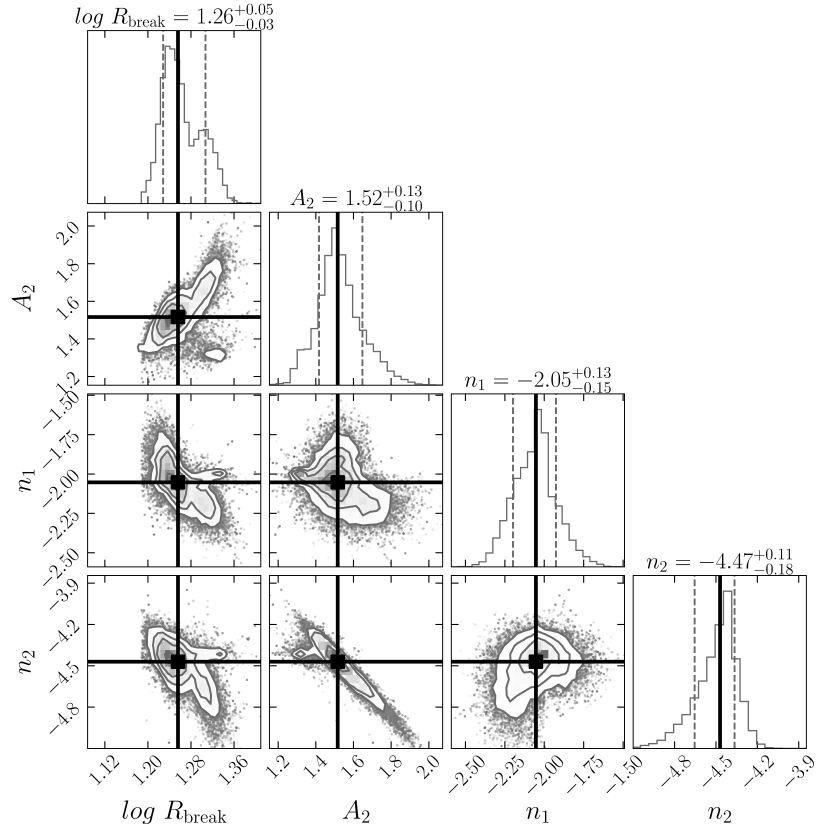 log R_break = 1.26^{+0.05}_{-0.03}
A_2 = 1.52^{+0.13}_{-0.10}
A_2
2.0
1.8
1.6
1.4
1.2
n_1 = −2.05^{+0.13}_{-0.15}
n_1
−1.50
−1.75
−2.00
−2.25
−2.50
n_2 = −4.47^{+0.11}_{-0.18}
n_2
−3.9
−4.2
−4.5
−4.8
1.12 1.20 1.28 1.36
1.2 1.4 1.6 1.8 2.0
−2.50 −2.25 −2.00 −1.75 −1.50
−4.8 −4.5 −4.2 −3.9
log R_break A_2 n_1 n_2